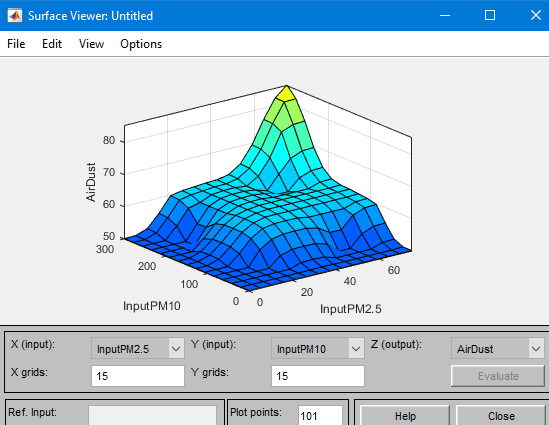 Surface Viewer: Untitled
File Edit View Options
80
70
60
50
AirDust
300
200
100
0
InputPM10
0
20
40
60
InputPM2.5
X (input): InputPM2.5 Y (input): InputPM10 Z (output): AirDust
X grids: 15 Y grids: 15 Evaluate
Ref. Input: Plot points: 101 Help Close